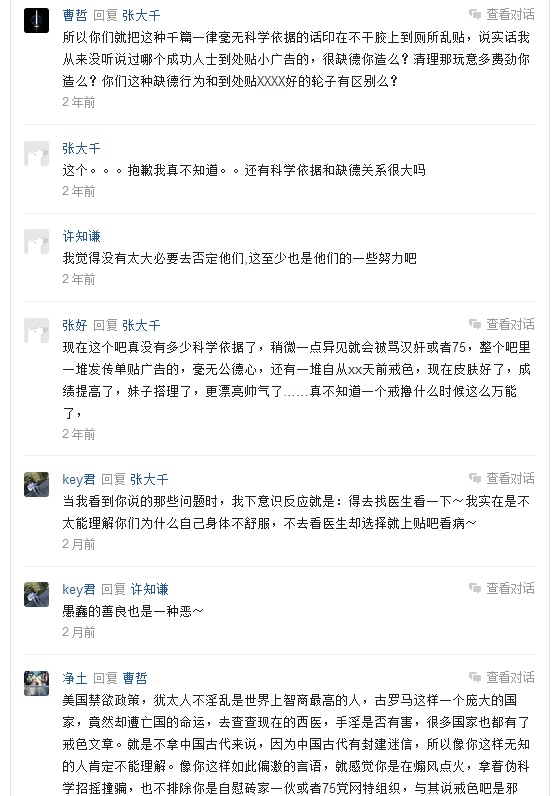 曹哲 回复 张大千 查看对话
所以你们就把这种千篇一律毫无科学依据的话印在不干胶上到厕所乱贴，说实话我
从来没听说过哪个成功人士到处贴小广告的，很缺德你造么？清理那玩意多费劲你
造么？你们这种缺德行为和到处贴XXXX好的轮子有区别么？
2 年前
张大千
这个。。。抱歉我真不知道。。还有科学依据和缺德关系很大吗
2 年前
许知谦
我觉得没有太大必要去否定他们,这至少也是他们的一些努力吧
2 年前
张好 回复 张大千 查看对话
现在这个吧真没有多少科学依据了，稍微一点异见就会被骂汉奸或者75，整个吧里
一堆发传单贴广告的，毫无公德心，还有一堆自从xx天前戒色，现在皮肤好了，成
绩提高了，妹子搭理了，更漂亮帅气了……真不知道一个戒撸什么时候这么万能
了，
2 年前
key君 回复 张大千 查看对话
当我看到你说的那些问题时，我下意识反应就是：得去找医生看一下～我实在是不
太能理解你们为什么自己身体不舒服，不去看医生却选择就上贴吧看病～
2 月前
key君 回复 许知谦 查看对话
愚蠢的善良也是一种恶～
2 月前
净土 回复 曹哲 查看对话
美国禁欲政策，犹太人不淫乱是世界上智商最高的人，古罗马这样一个庞大的国
家，竟然却遭亡国的命运，去查查现在的西医，手淫是否有害，很多国家也都有了
戒色文章。就是不拿中国古代来说，因为中国古代有封建迷信，所以像你这样无知
的人肯定不能理解。像你这样如此偏激的言语，就感觉你是在煽风点火，拿着伪科
学招摇撞骗，也不排除你是自慰砖家一伙或者75党网特组织，与其说戒色吧是邪